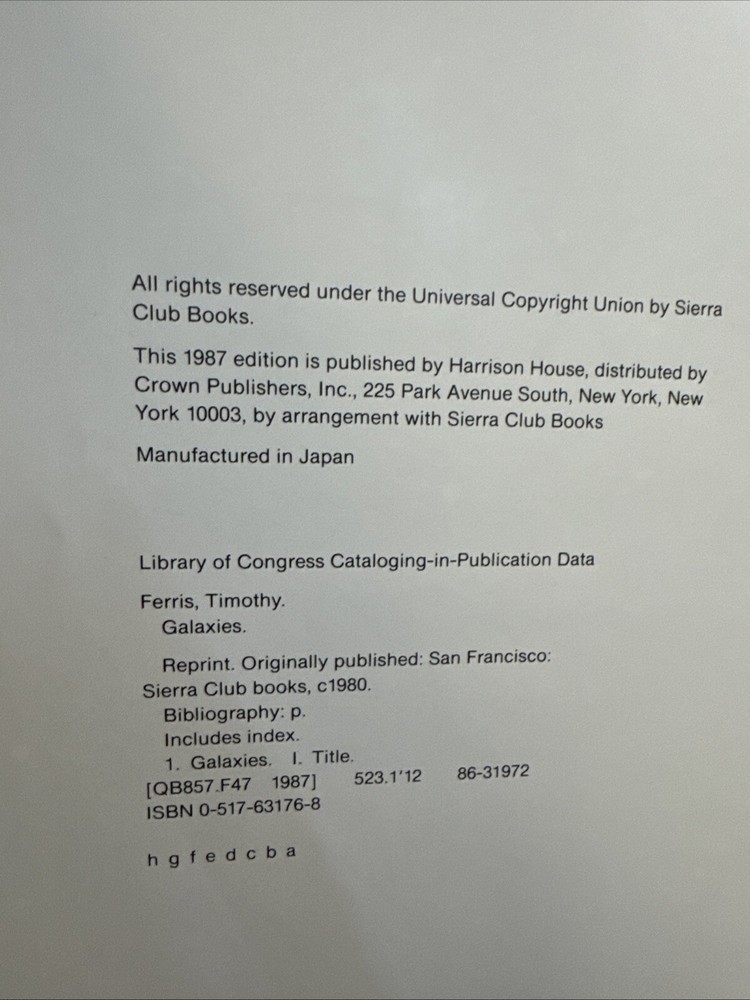 All rights reserved under the Universal Copyright Union by Sierra
Club Books.
This 1987 edition is published by Harrison House, distributed by
Crown Publishers, Inc., 225 Park Avenue South, New York, New
York 10003, by arrangement with Sierra Club Books
Manufactured in Japan
Library of Congress Cataloging-in-Publication Data
Ferris, Timothy.
Galaxies.
Reprint. Originally published: San Francisco:
Sierra Club books, c1980.
Bibliography: p.
Includes index.
1. Galaxies. I. Title.
[QB857.F47 1987] 523.1'12 86-31972
ISBN 0-517-63176-8
h g f e d c b a